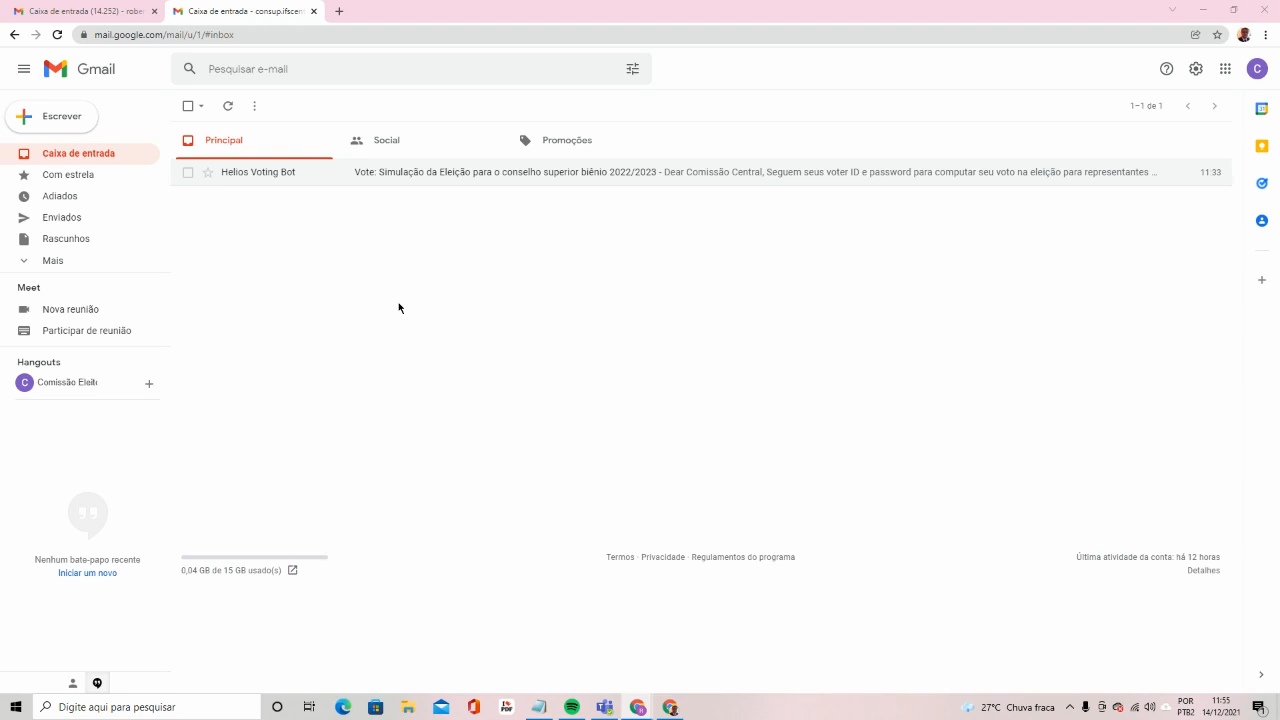 Caixa de entrada (14.252) - rober
Caixa de entrada - consup.ifscent
mail.google.com/mail/u/1/#inbox
Gmail
Pesquisar e-mail
C
Escrever
1–1 de 1
Principal
Social
Promoções
Caixa de entrada
Com estrela
Adiados
Enviados
Rascunhos
Mais
Helios Voting Bot
Vote: Simulação da Eleição para o conselho superior biênio 2022/2023 - Dear Comissão Central, Seguem seus voter ID e password para computar seu voto na eleição para representantes ...
11:33
Meet
Nova reunião
Participar de reunião
Hangouts
C
Comissão Eleito
Nenhum bate-papo recente
Iniciar um novo
0,04 GB de 15 GB usado(s)
Termos · Privacidade · Regulamentos do programa
Última atividade da conta: há 12 horas
Detalhes
Digite aqui para pesquisar
27°C Chuva fraca
POR
PTB2
11:55
14/12/2021